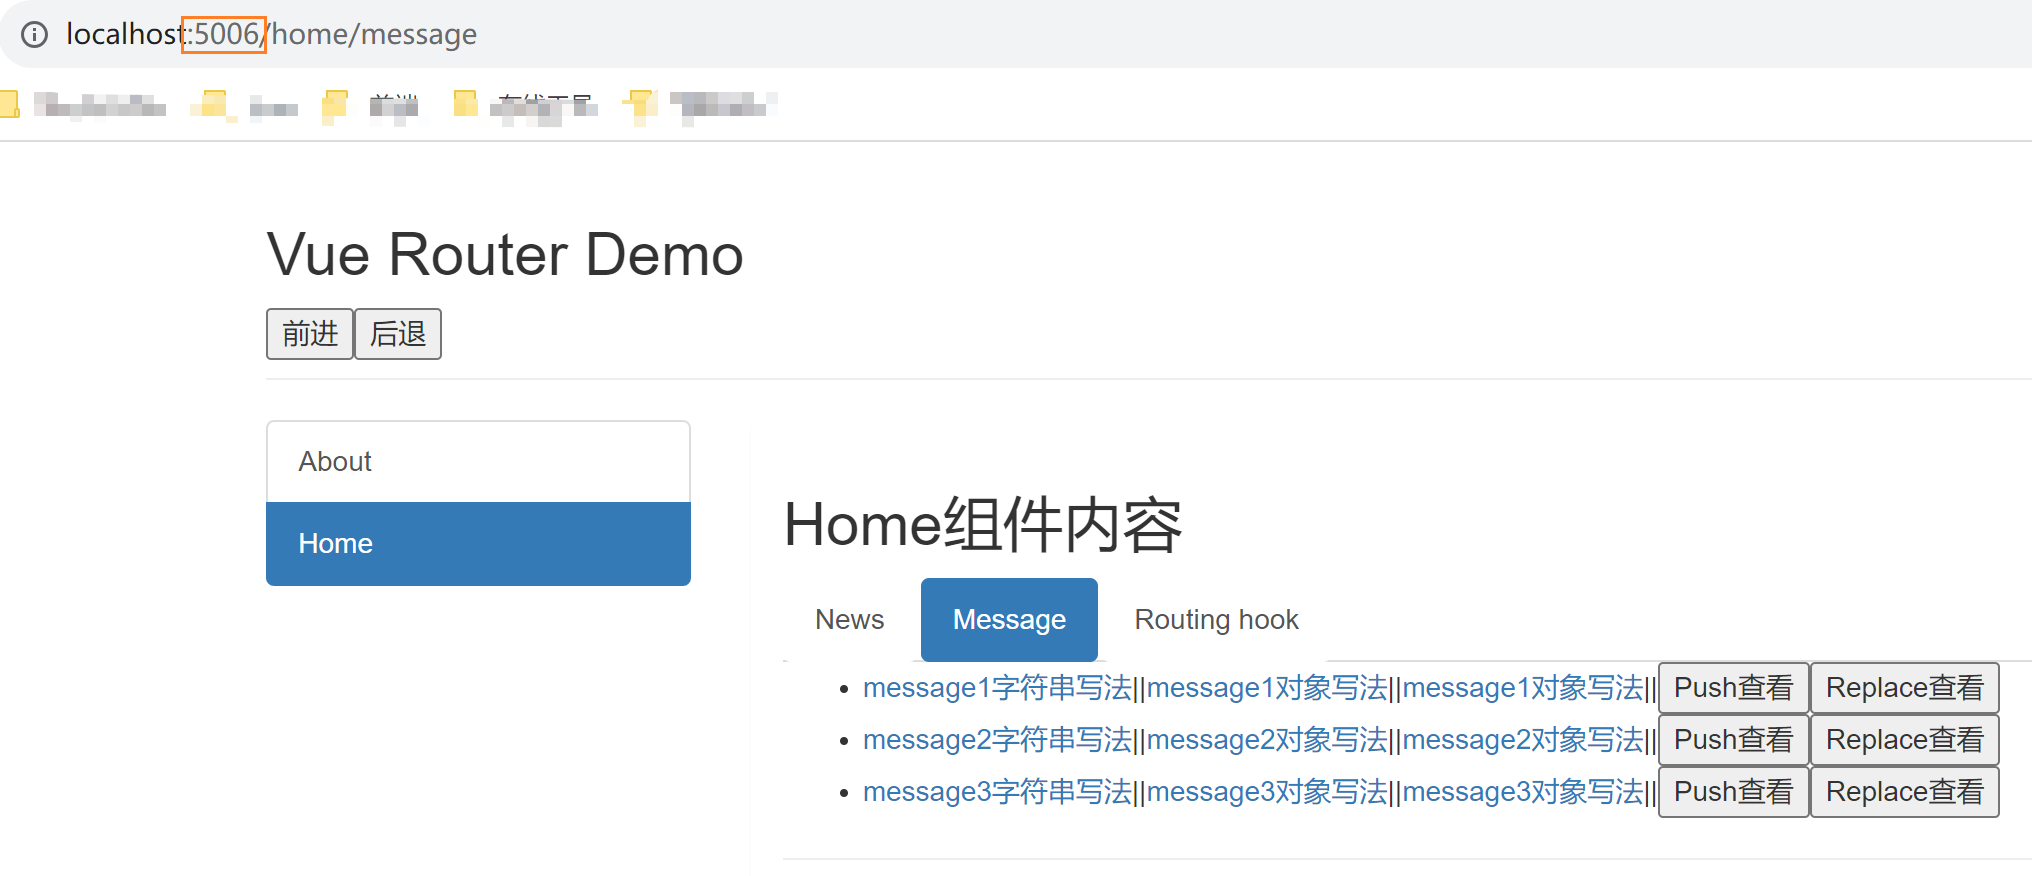 localhost:5006/home/message
Vue Router Demo
前进 后退
About
Home
Home组件内容
News Message Routing hook
message1字符串写法||message1对象写法||message1对象写法||Push查看 Replace查看
message2字符串写法||message2对象写法||message2对象写法||Push查看 Replace查看
message3字符串写法||message3对象写法||message3对象写法||Push查看 Replace查看